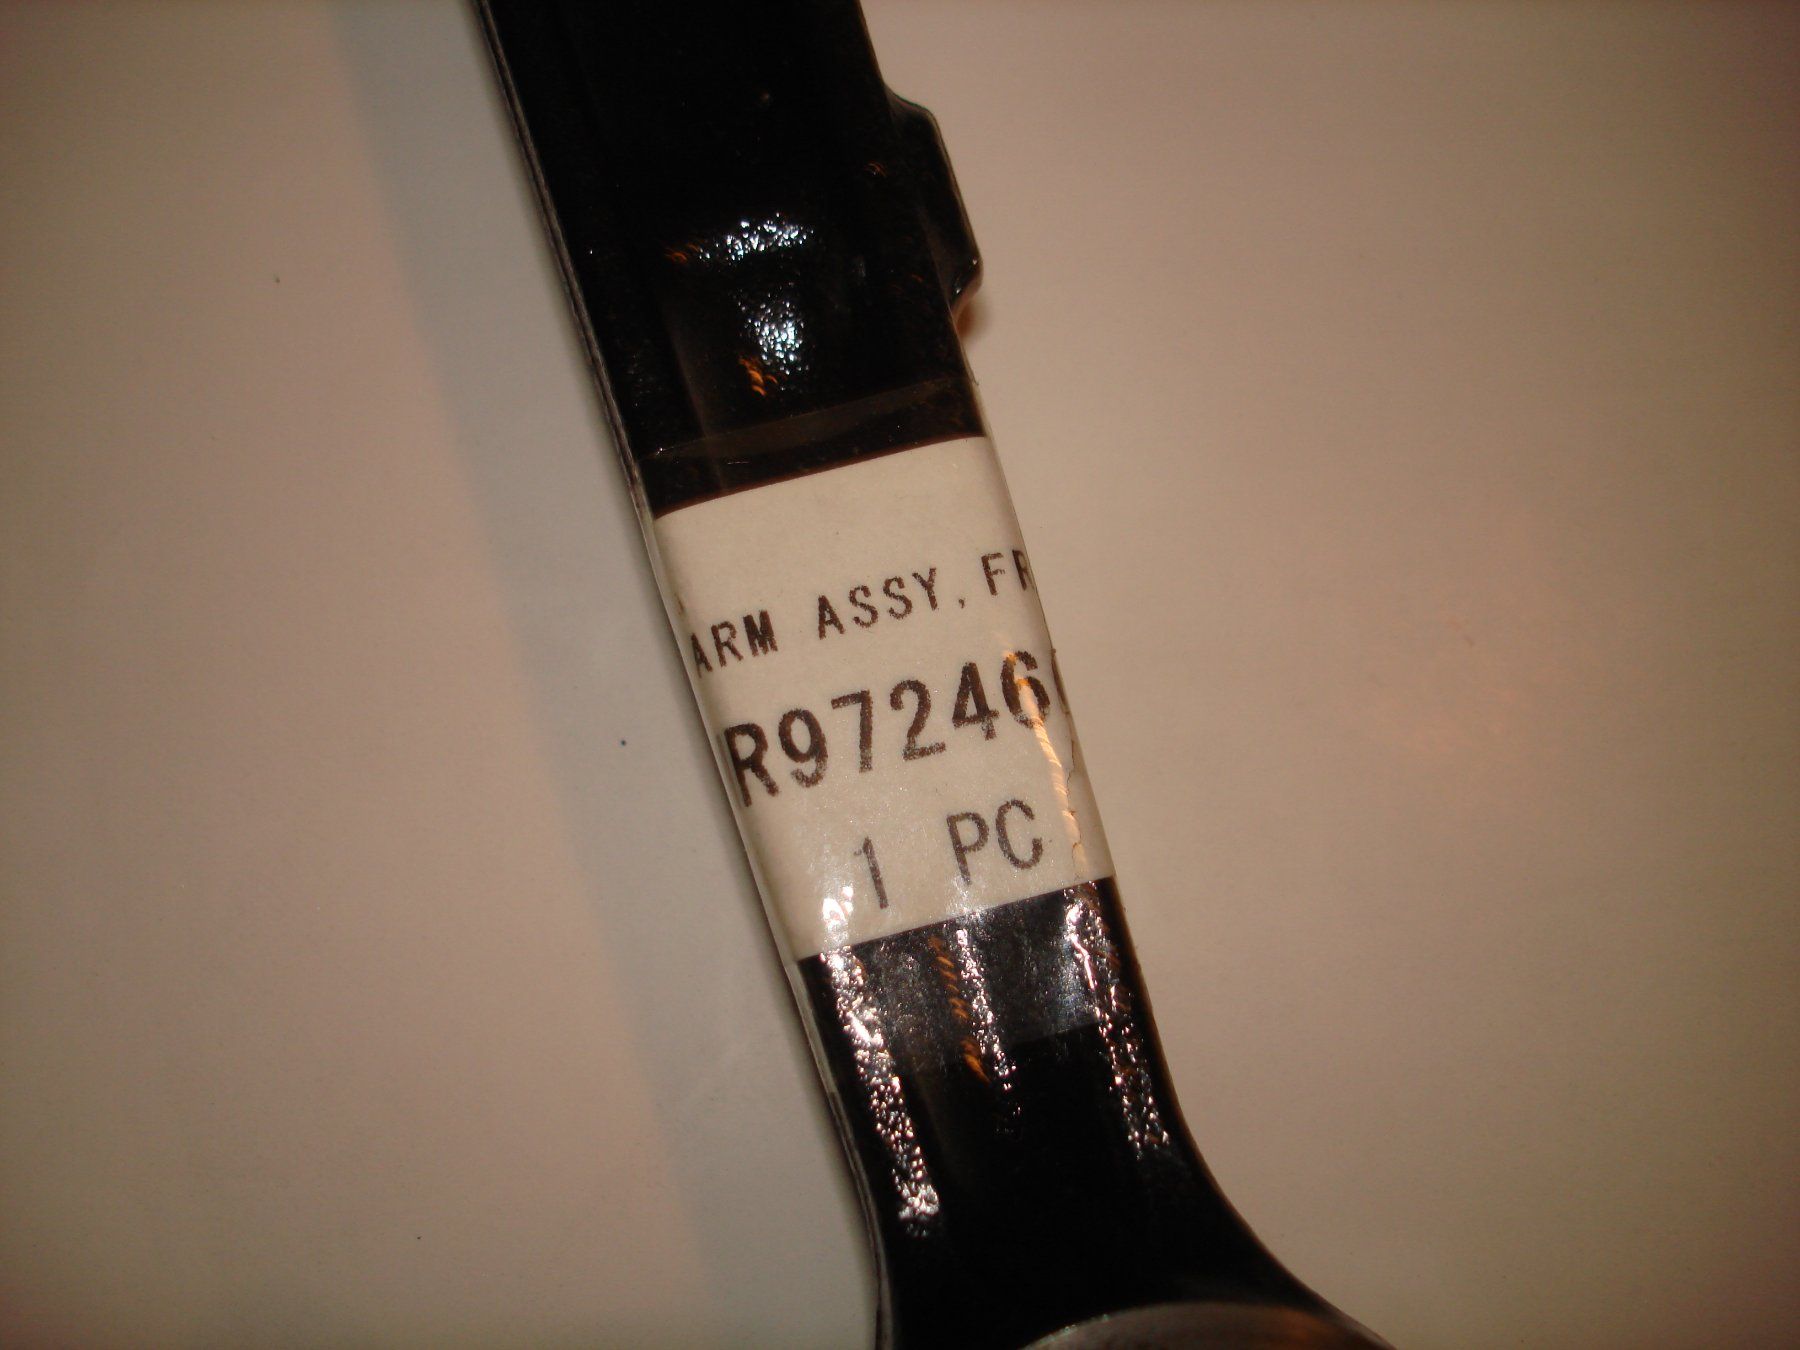 ARM ASSY, FR
R97246
1 PC